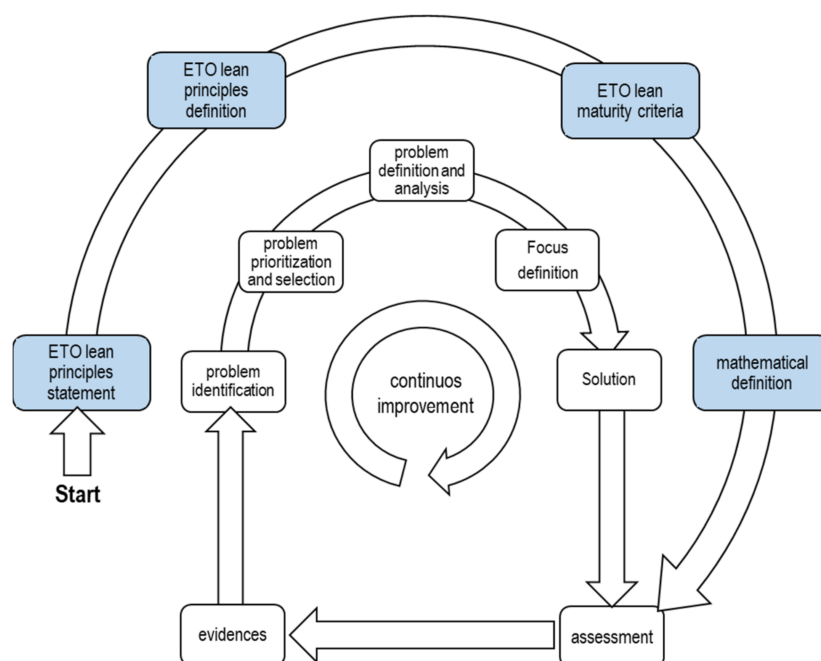 ETO lean
principles
definition
ETO lean
maturity criteria
problem
definition and
analysis
problem
prioritization
and selection
Focus
definition
ETO lean
principles
statement
problem
identification
continuos
improvement
Solution
mathematical
definition
Start
evidences
assessment